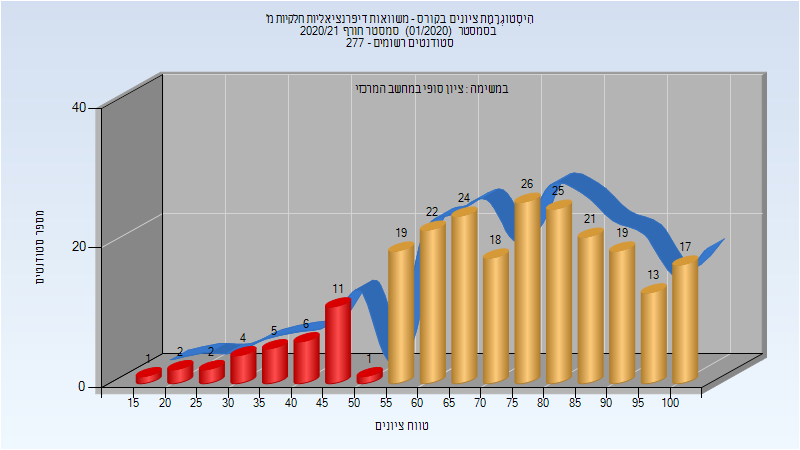 היסטוגרמת ציונים בקורס - משוואות דיפרנציאליות חלקיות מ'
בסמסטר (01/2020) סמסטר חורף 2020/21
סטודנטים רשומים - 277
במשימה : ציון סופי במחשב המרכזי
מספר סטודנטים
40
20
0
1 2 2 4 5 6 11 1 19 22 24 18 26 25 21 19 13 17
15 20 25 30 35 40 45 50 55 60 65 70 75 80 85 90 95 100
טווח ציונים